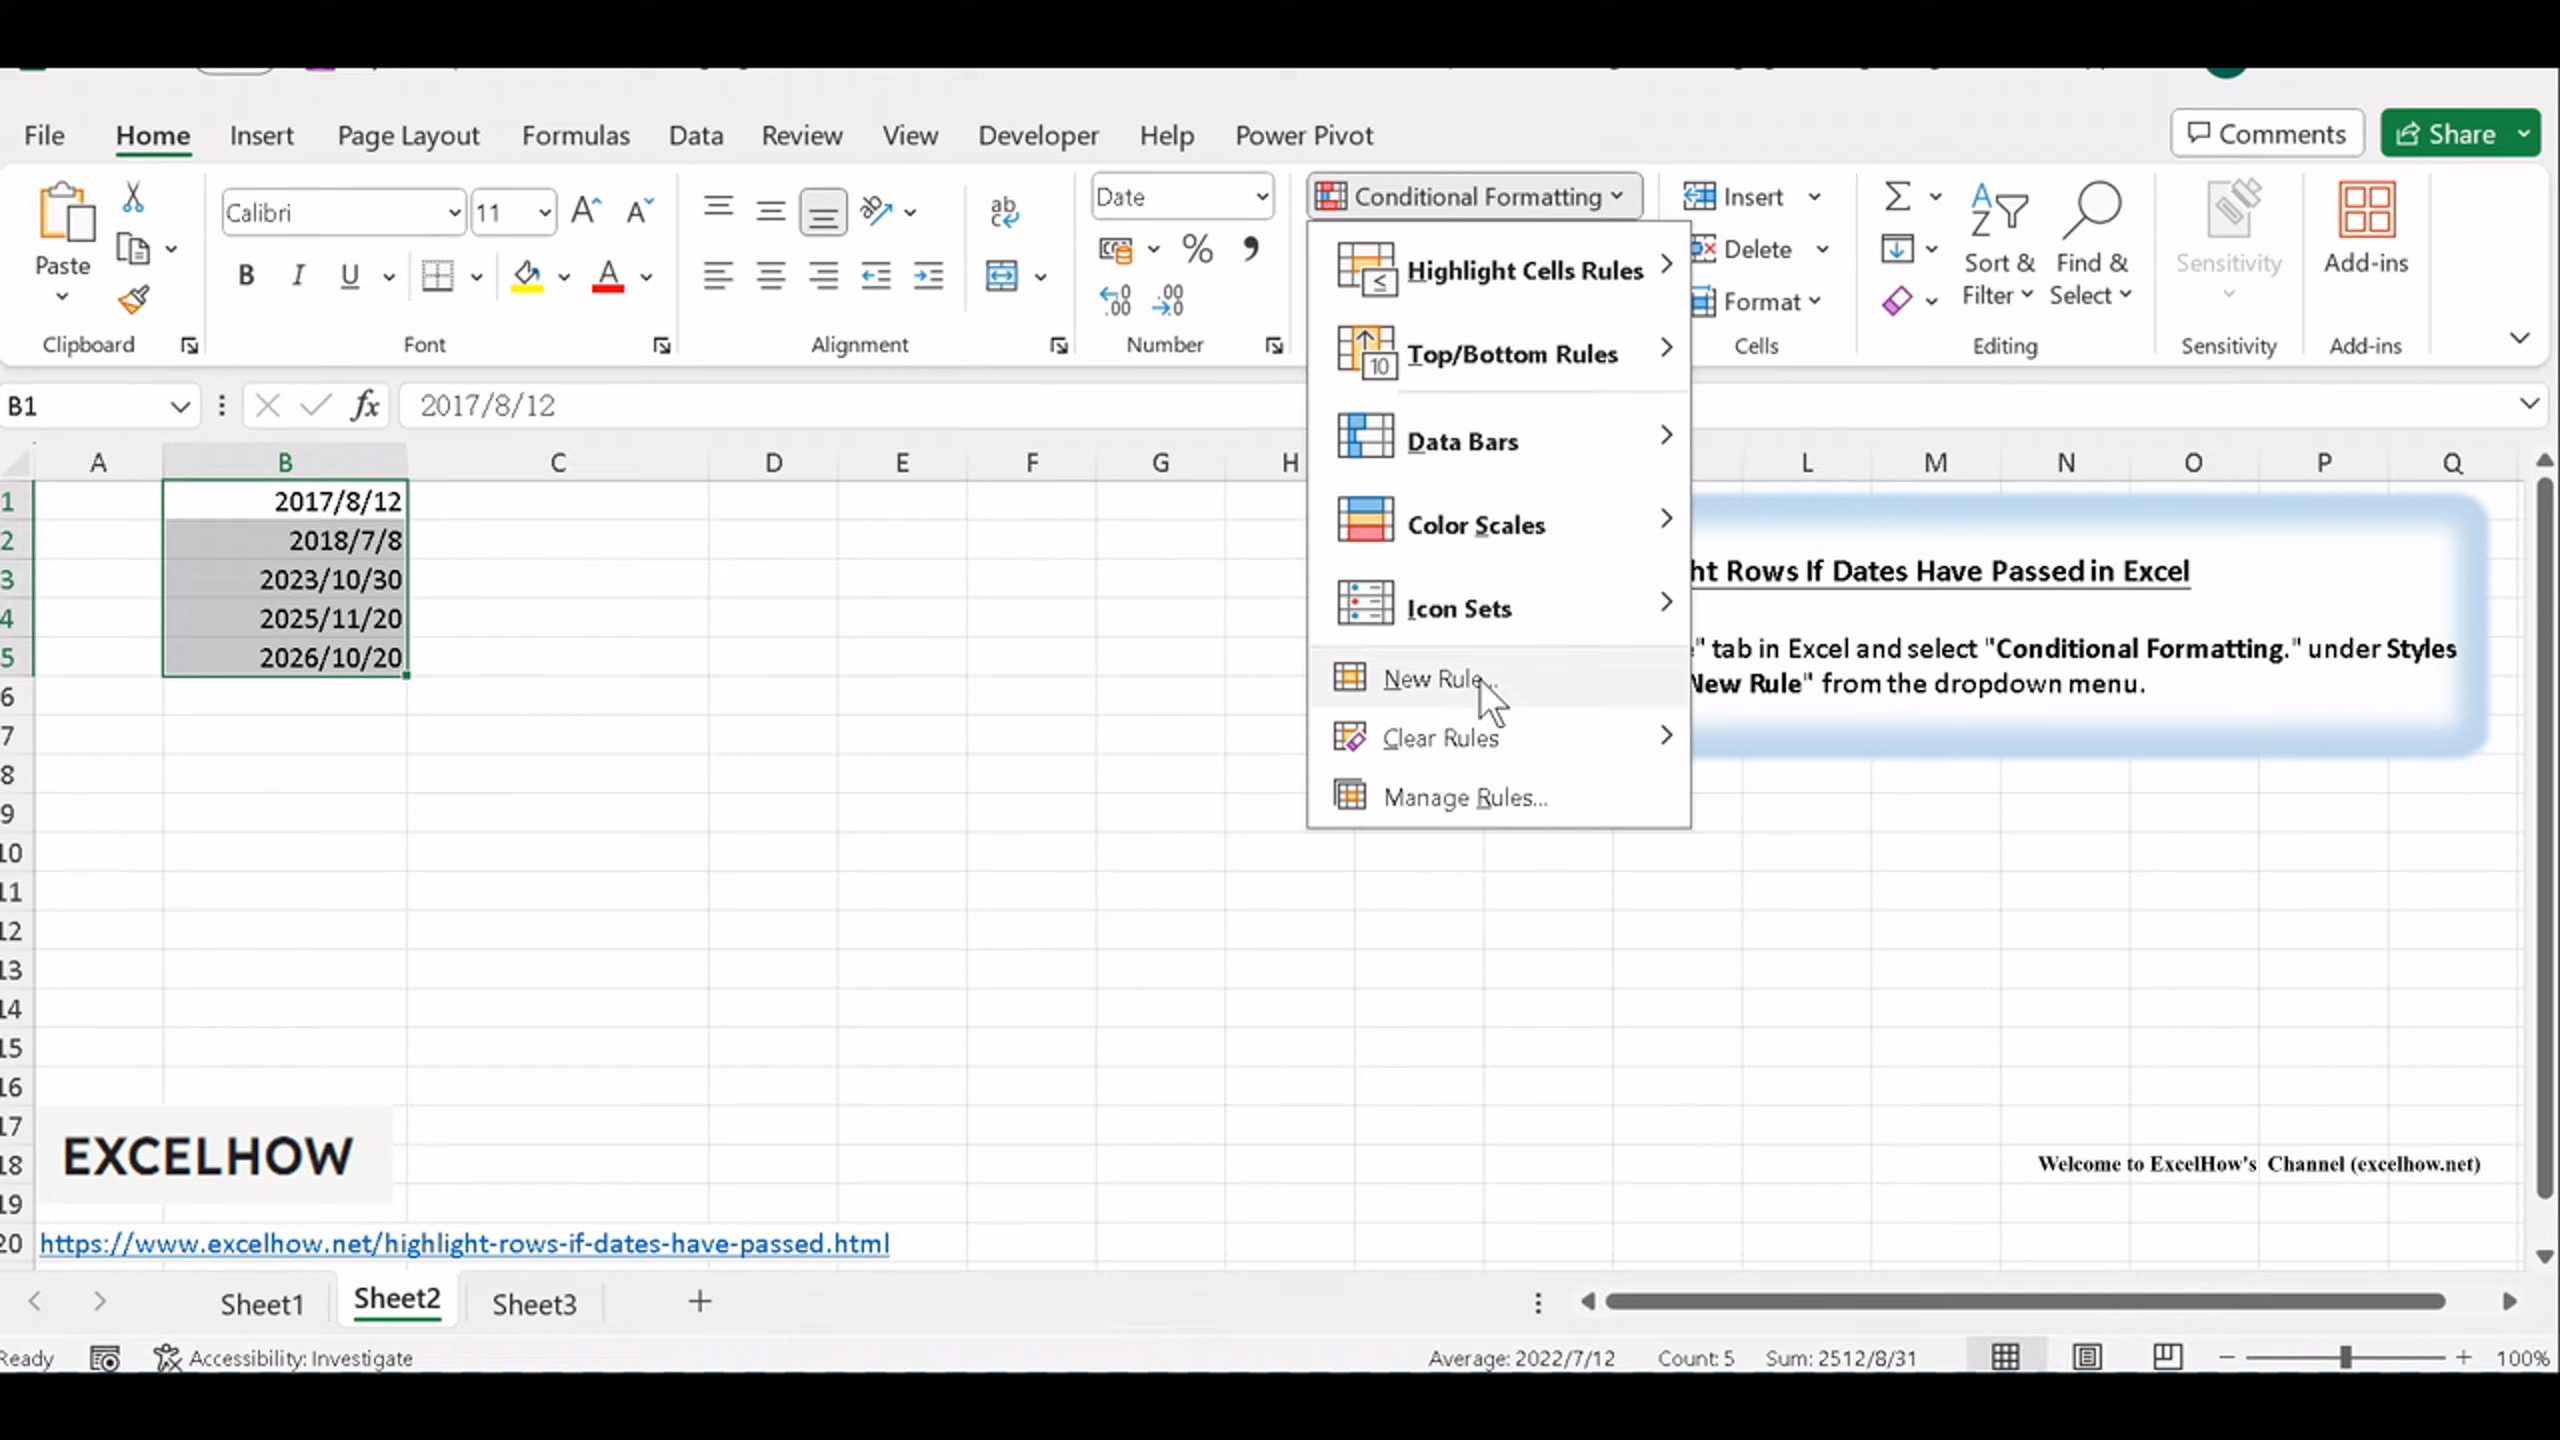 File Home Insert Page Layout Formulas Data Review View Developer Help Power Pivot Comments Share
Paste
Clipboard
Calibri 11
B I U
Font
ab
Alignment
Date
%
Number
Conditional Formatting
Insert
Delete
Format
Cells
Sort & Filter
Find & Select
Editing
Sensitivity
Sensitivity
Add-ins
Add-ins
B1 fx 2017/8/12
Highlight Cells Rules
Top/Bottom Rules
Data Bars
Color Scales
Icon Sets
New Rule...
Clear Rules
Manage Rules...
A B C D E F G H L M N O P Q
1 2017/8/12
2 2018/7/8
3 2023/10/30
4 2025/11/20
5 2026/10/20
6
7
8
9
10
11
12
13
14
15
16
17
18
19
20
ht Rows If Dates Have Passed in Excel
" tab in Excel and select "Conditional Formatting." under Styles
New Rule" from the dropdown menu.
EXCELHOW
Welcome to ExcelHow's Channel (excelhow.net)
https://www.excelhow.net/highlight-rows-if-dates-have-passed.html
Sheet1 Sheet2 Sheet3
Ready Accessibility: Investigate Average: 2022/7/12 Count: 5 Sum: 2512/8/31 100%